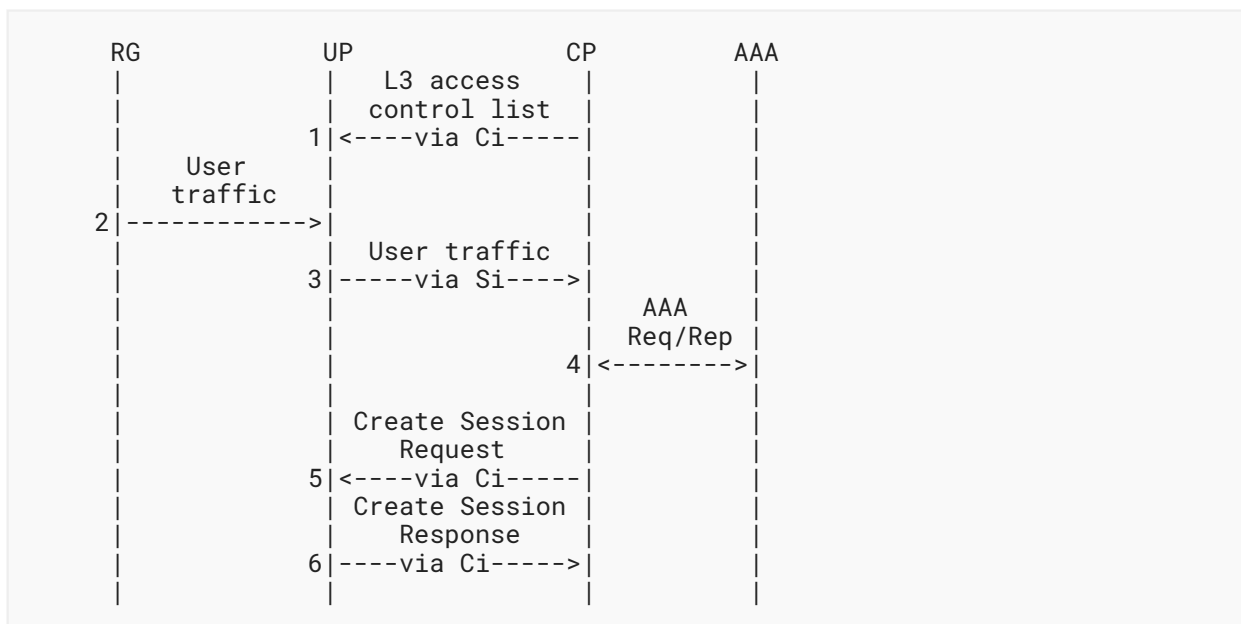 RG UP CP AAA
| | L3 access | |
| | control list | |
| 1|<----via Ci-----| |
| User | | |
| traffic | | |
2|------------>| | |
| | User traffic | |
| 3|-----via Si---->| |
| | | AAA |
| | | Req/Rep |
| | 4|<-------->|
| | | |
| | Create Session | |
| | Request | |
| 5|<----via Ci-----| |
| | Create Session | |
| | Response | |
| 6|----via Ci----->| |
| | | |